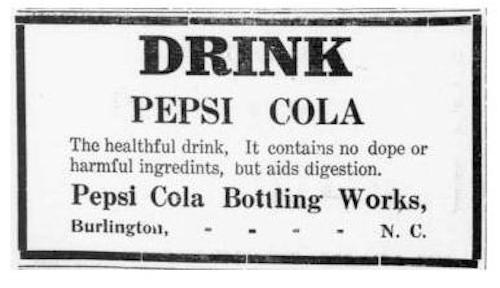 DRINK
PEPSI COLA
The healthful drink, It contains no dope or
harmful ingredints, but aids digestion.
Pepsi Cola Bottling Works,
Burlington, - - - - N. C.